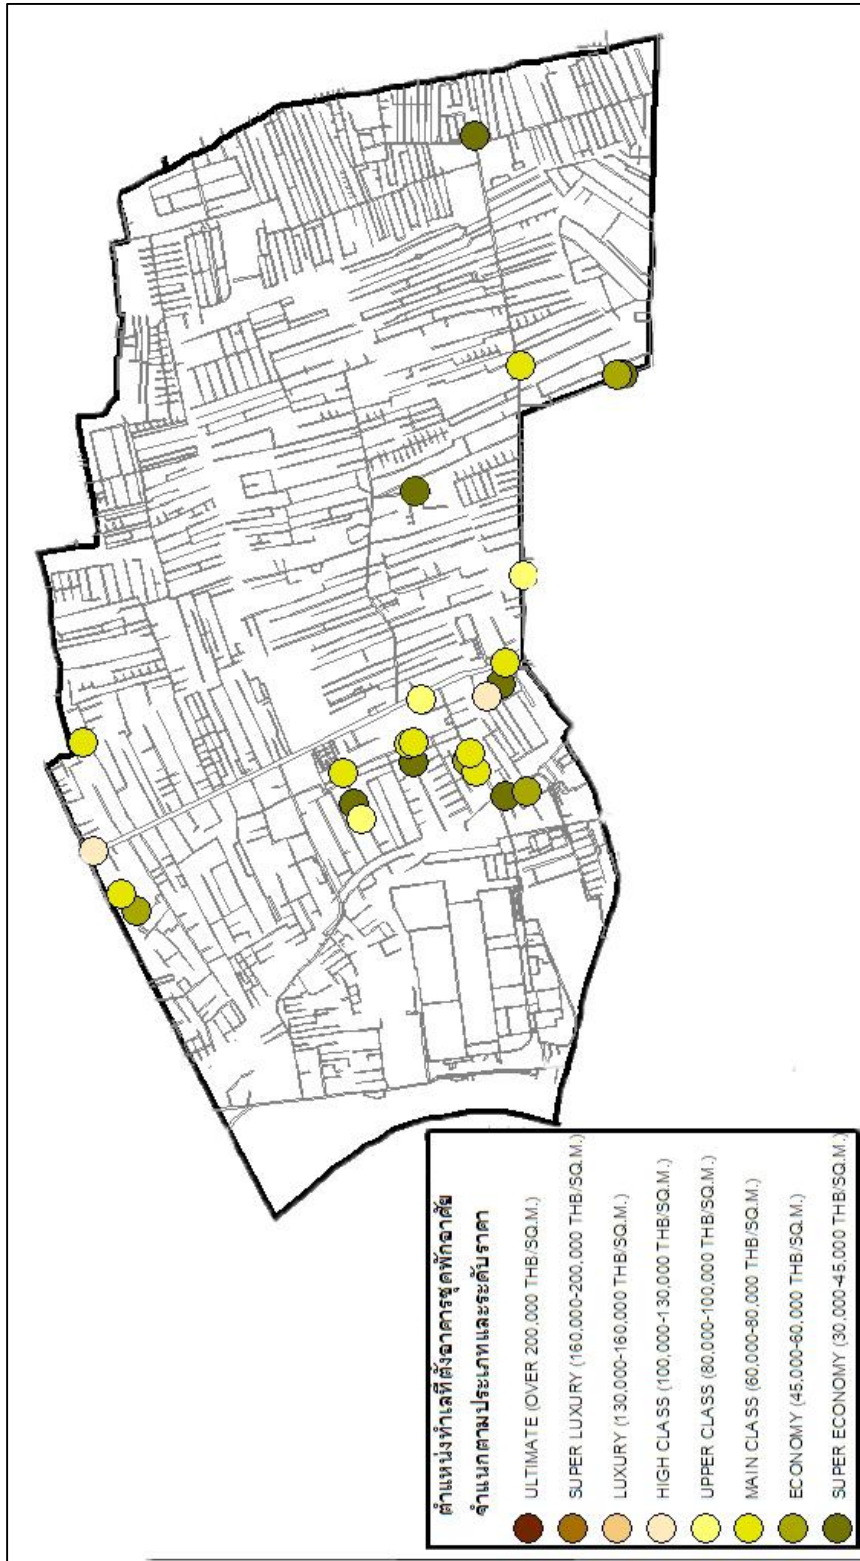 ตำแหน่งทำเลที่ตั้งอาคารชุดพักอาศัย
จำแนกตามประเภทและระดับราคา
ULTIMATE (OVER 200,000 THB/SQ.M.)
SUPER LUXURY (160,000-200,000 THB/SQ.M.)
LUXURY (130,000-160,000 THB/SQ.M.)
HIGH CLASS (100,000-130,000 THB/SQ.M.)
UPPER CLASS (80,000-100,000 THB/SQ.M.)
MAIN CLASS (60,000-80,000 THB/SQ.M.)
ECONOMY (45,000-60,000 THB/SQ.M.)
SUPER ECONOMY (30,000-45,000 THB/SQ.M.)